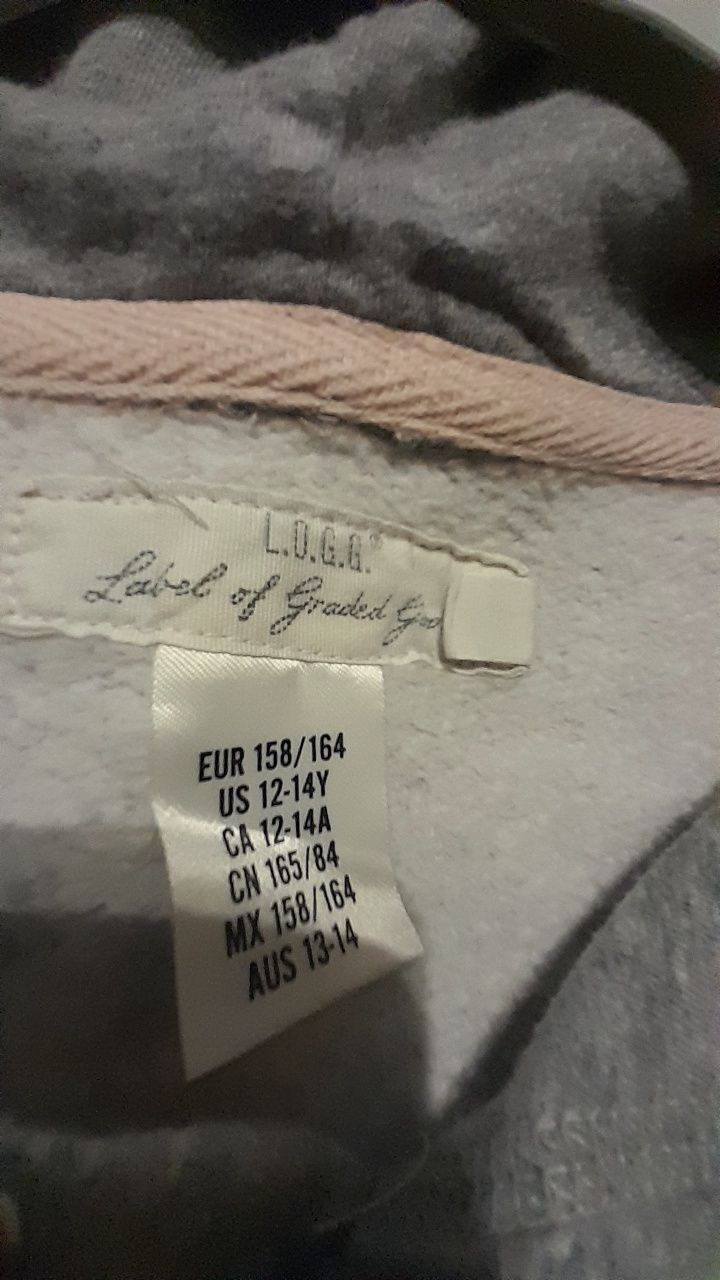 L.O.G.G.®
Label of Graded Goo
EUR 158/164
US 12-14Y
CA 12-14A
CN 165/84
MX 158/164
AUS 13-14